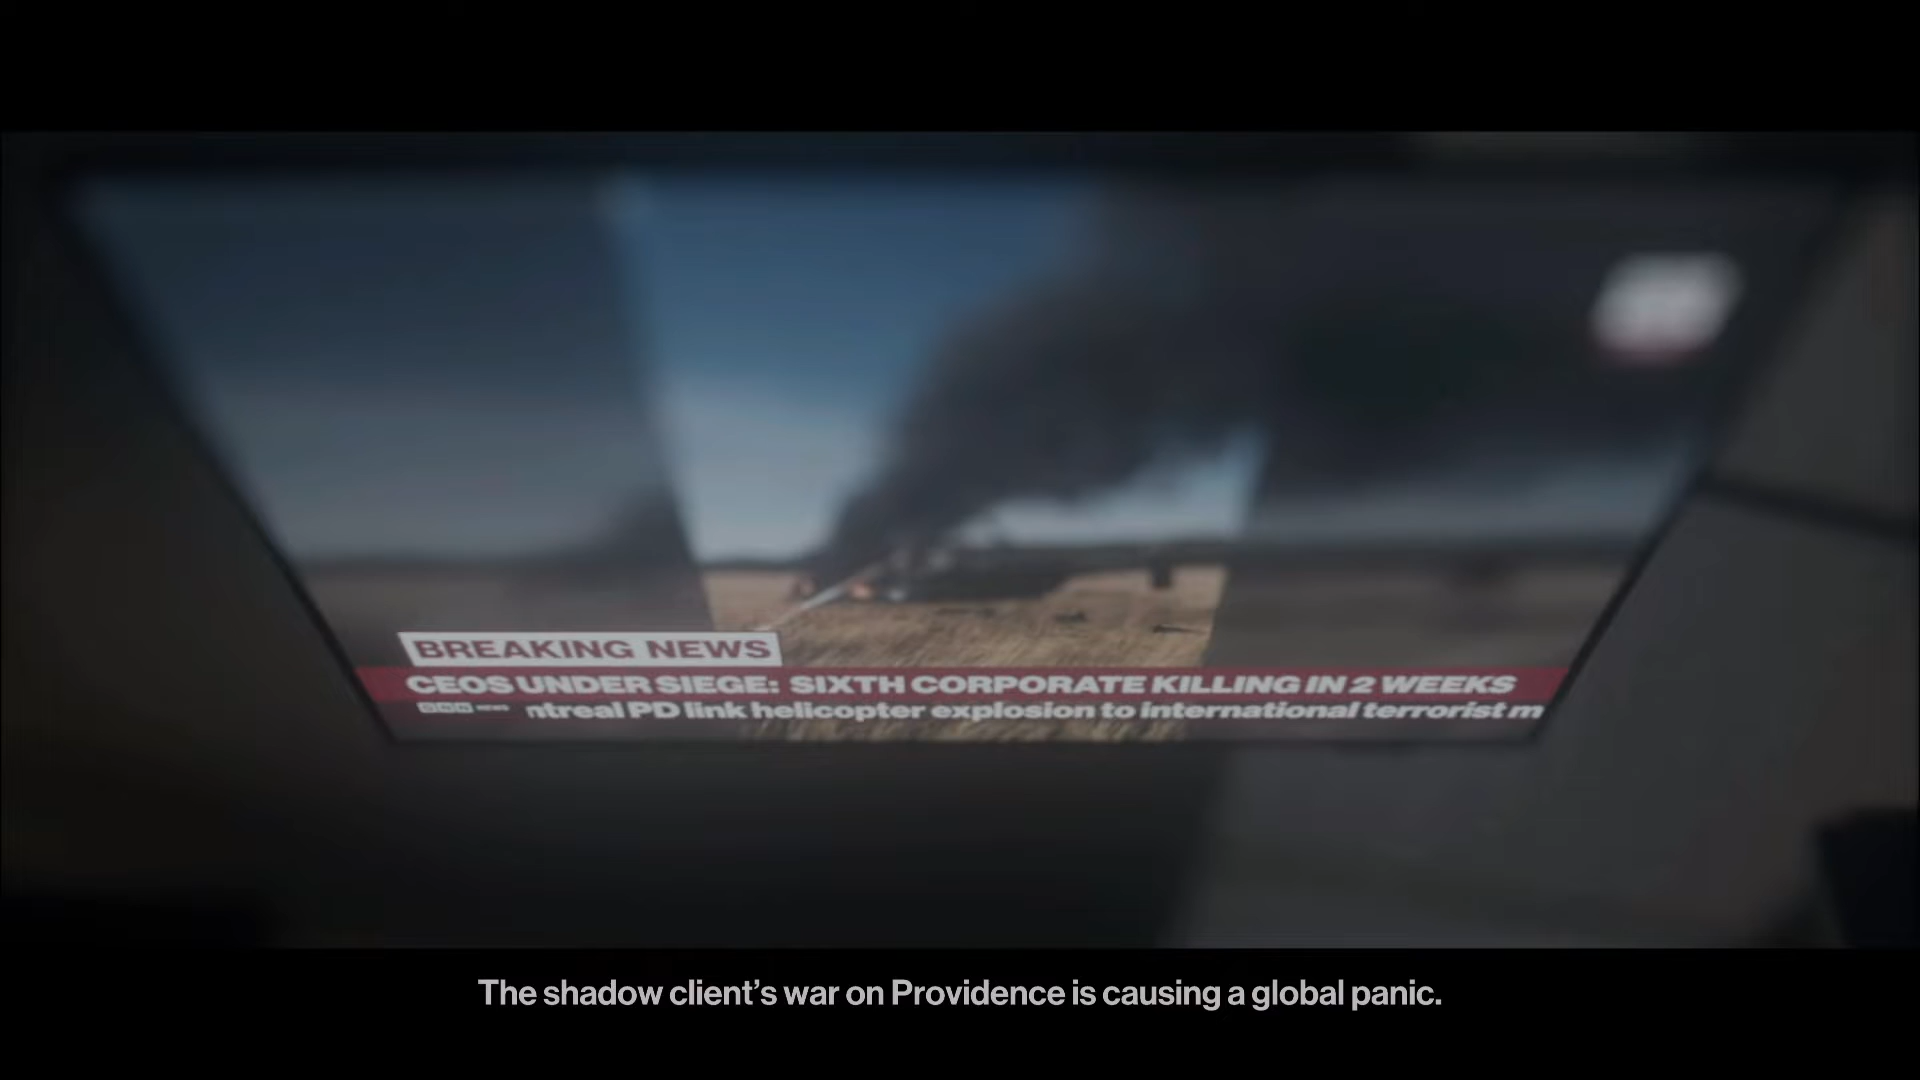 BREAKING NEWS
CEOS UNDER SIEGE: SIXTH CORPORATE KILLING IN 2 WEEKS
NEWS ntreal PD link helicopter explosion to international terrorist m
The shadow client’s war on Providence is causing a global panic.